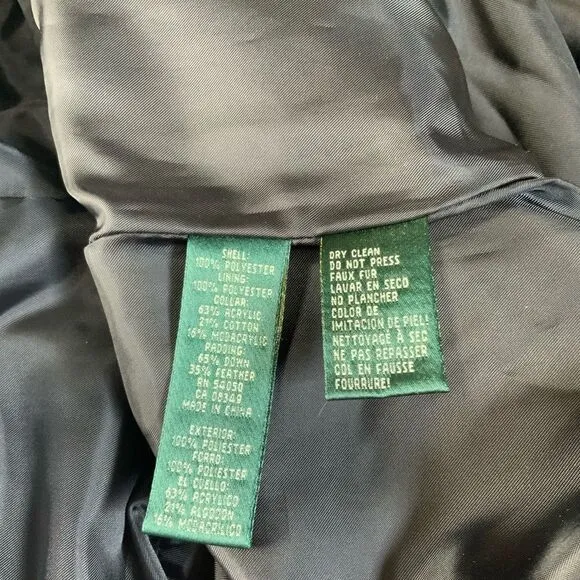 SHELL:
100% POLYESTER
LINING:
100% POLYESTER
COLLAR:
63% ACRYLIC
21% COTTON
16% MODACRYLIC
PADDING:
65% DOWN
35% FEATHER
RN 54050
CA 08349
MADE IN CHINA
EXTERIOR:
100% POLIESTER
FORRO:
100% POLIESTER
EL CUELLO:
63% ACRYLICO
21% ALGODON
16% MODACRILICO
DRY CLEAN
DO NOT PRESS
FAUX FUR
LAVAR EN SECO
NO PLANCHER
COLOR DE
IMITACION DE PIEL!
NETTOYAGE À SEC
NE PAS REPASSER
COL EN FAUSSE
FOURRURE!